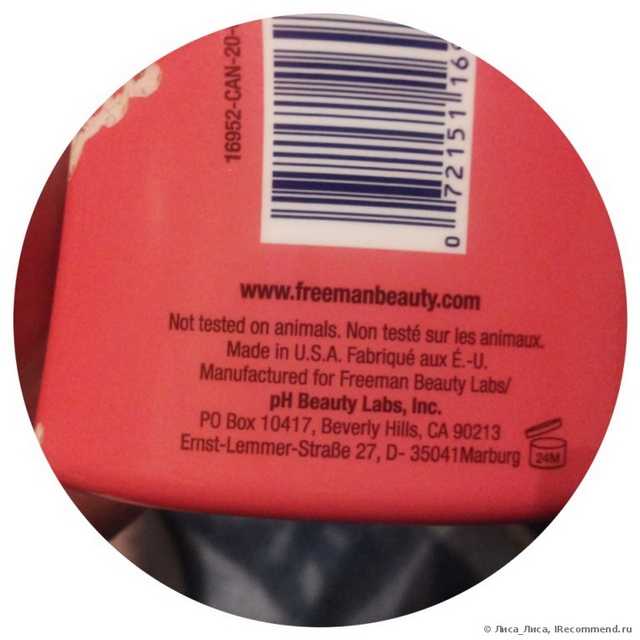 16952-CAN-20-
0 72151 16
www.freemanbeauty.com
Not tested on animals. Non testé sur les animaux.
Made in U.S.A. Fabriqué aux É.-U.
Manufactured for Freeman Beauty Labs/
pH Beauty Labs, Inc.
PO Box 10417, Beverly Hills, CA 90213
Ernst-Lemmer-Straße 27, D- 35041Marburg
24M
© Лиса_Лиса, IRecommend.ru